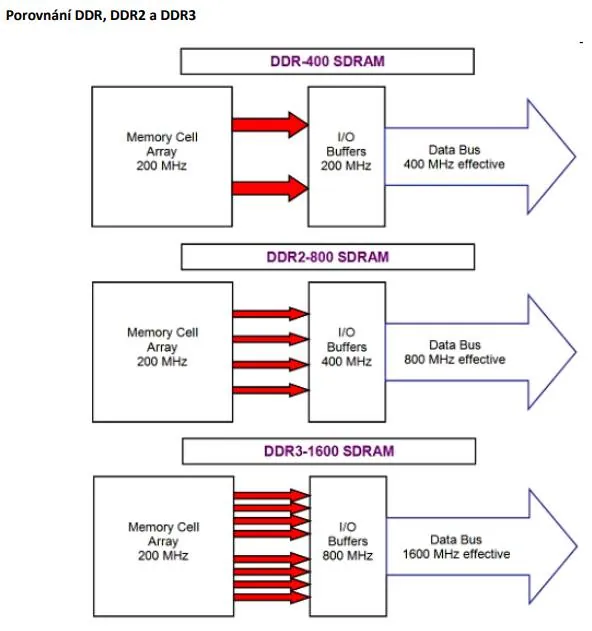 Porovnání DDR, DDR2 a DDR3
-
DDR-400 SDRAM
Memory Cell
Array
200 MHz
I/O
Buffers
200 MHz
Data Bus
400 MHz effective
DDR2-800 SDRAM
Memory Cell
Array
200 MHz
I/O
Buffers
400 MHz
Data Bus
800 MHz effective
DDR3-1600 SDRAM
Memory Cell
Array
200 MHz
I/O
Buffers
800 MHz
Data Bus
1600 MHz effective